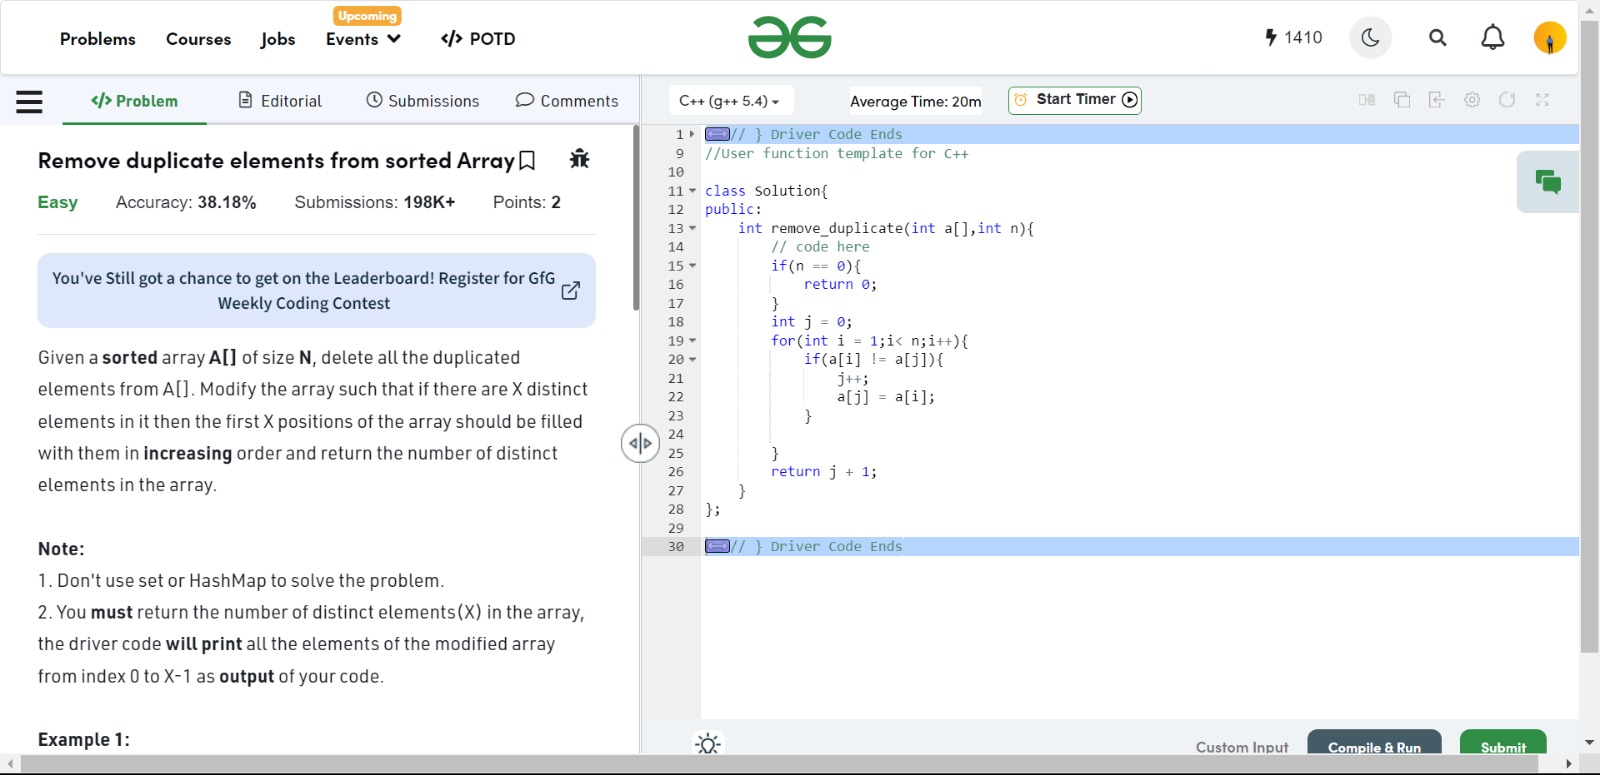 Problems Courses Jobs Upcoming Events </> POTD 1410
</> Problem Editorial Submissions Comments
Remove duplicate elements from sorted Array
Easy Accuracy: 38.18% Submissions: 198K+ Points: 2
You've Still got a chance to get on the Leaderboard! Register for GfG
Weekly Coding Contest
Given a sorted array A[] of size N, delete all the duplicated
elements from A[]. Modify the array such that if there are X distinct
elements in it then the first X positions of the array should be filled
with them in increasing order and return the number of distinct
elements in the array.
Note:
1. Don't use set or HashMap to solve the problem.
2. You must return the number of distinct elements(X) in the array,
the driver code will print all the elements of the modified array
from index 0 to X-1 as output of your code.
Example 1:
C++ (g++ 5.4) Average Time: 20m Start Timer
1 // } Driver Code Ends
9 //User function template for C++
10
11 class Solution{
12 public:
13 int remove_duplicate(int a[],int n){
14 // code here
15 if(n == 0){
16 return 0;
17 }
18 int j = 0;
19 for(int i = 1;i< n;i++){
20 if(a[i] != a[j]){
21 j++;
22 a[j] = a[i];
23 }
24
25 }
26 return j + 1;
27 }
28 };
29
30 // } Driver Code Ends
Custom Input Compile & Run Submit